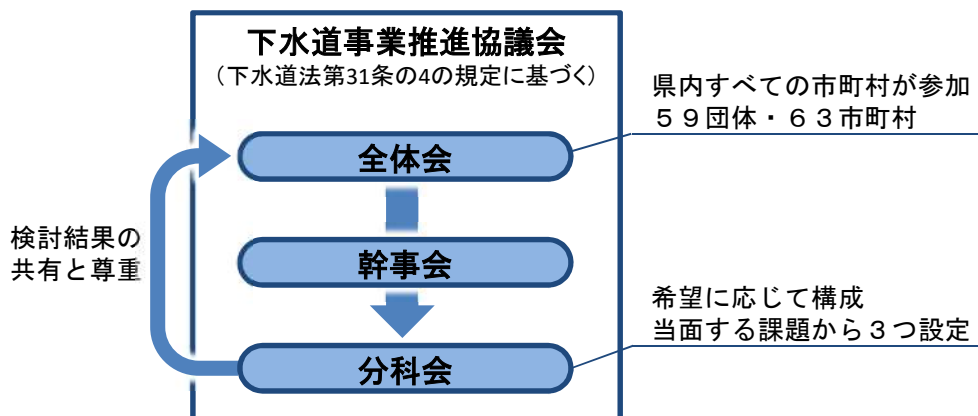 下水道事業推進協議会
（下水道法第31条の4の規定に基づく）
県内すべての市町村が参加
５９団体・６３市町村
全体会
検討結果の
共有と尊重
幹事会
希望に応じて構成
当面する課題から３つ設定
分科会